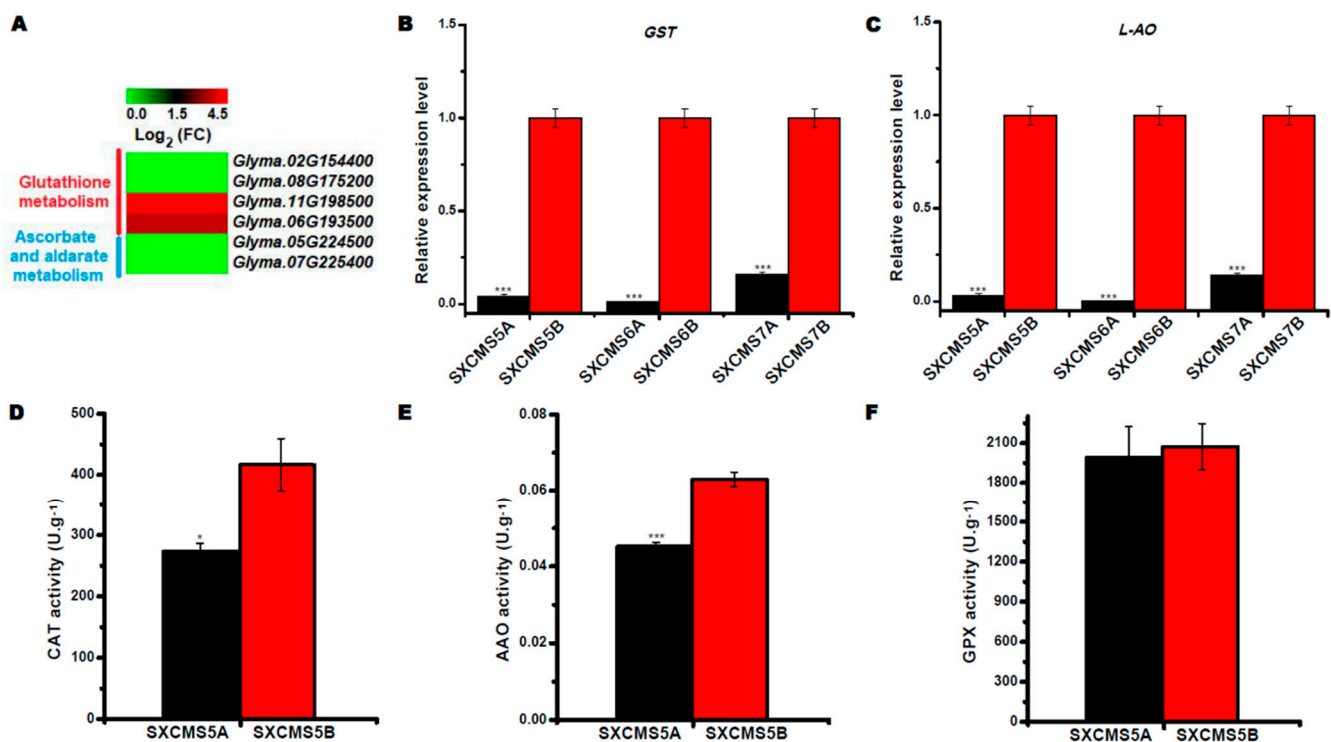 A
0.0 1.5 4.5
Log2 (FC)
Glutathione
metabolism
Ascorbate
and aldarate
metabolism
Glyma.02G154400
Glyma.08G175200
Glyma.11G198500
Glyma.06G193500
Glyma.05G224500
Glyma.07G225400
B
GST
Relative expression level
1.5
1.0
0.5
0.0
***
***
***
SXCMS5A
SXCMS5B
SXCMS6A
SXCMS6B
SXCMS7A
SXCMS7B
C
L-AO
Relative expression level
1.5
1.0
0.5
0.0
***
***
***
SXCMS5A
SXCMS5B
SXCMS6A
SXCMS6B
SXCMS7A
SXCMS7B
D
CAT activity (U.g-1)
500
400
300
200
100
0
*
SXCMS5A SXCMS5B
E
AAO activity (U.g-1)
0.08
0.06
0.04
0.02
0.00
***
SXCMS5A SXCMS5B
F
GPX activity (U.g-1)
2100
1800
1500
1200
900
600
300
0
SXCMS5A SXCMS5B